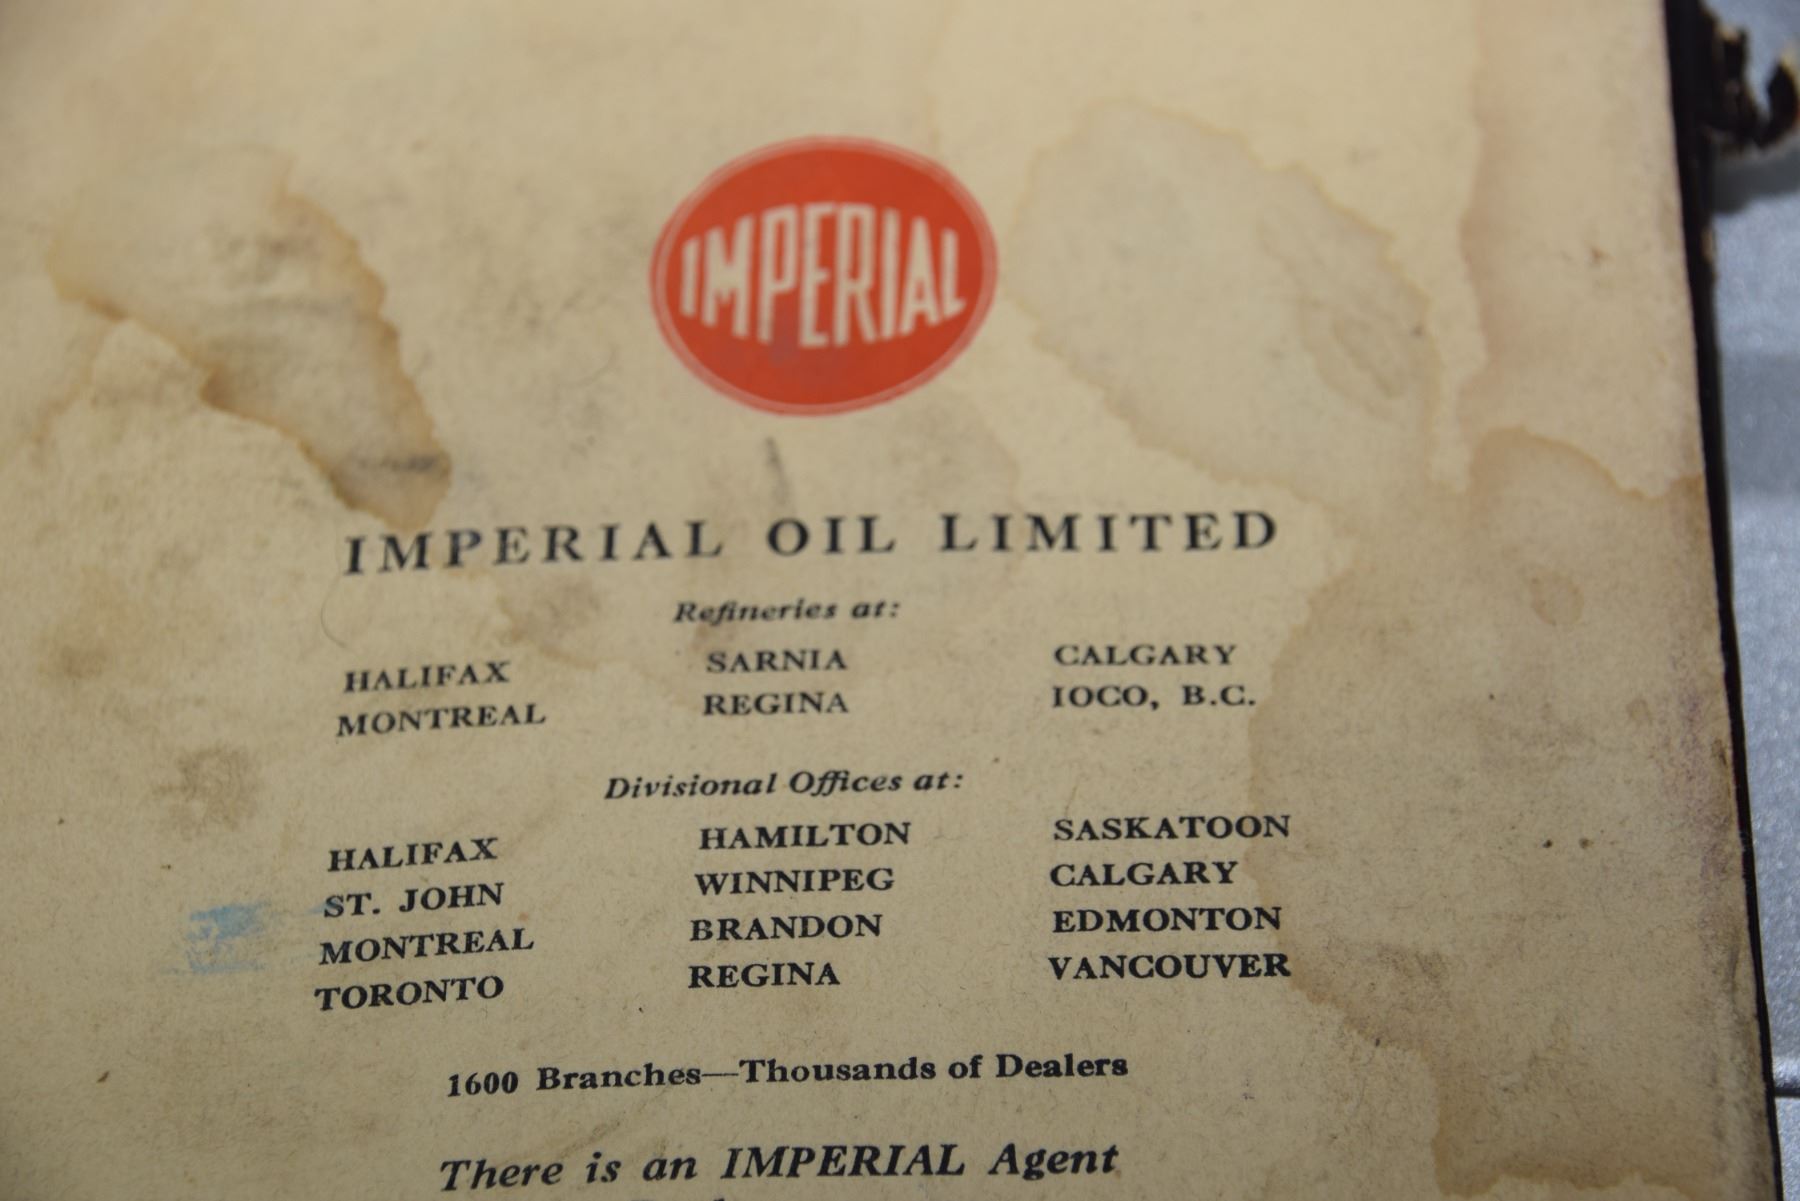 IMPERIAL
IMPERIAL OIL LIMITED
Refineries at:
HALIFAX SARNIA CALGARY
MONTREAL REGINA IOCO, B.C.
Divisional Offices at:
HALIFAX HAMILTON SASKATOON
ST. JOHN WINNIPEG CALGARY
MONTREAL BRANDON EDMONTON
TORONTO REGINA VANCOUVER
1600 Branches—Thousands of Dealers
There is an IMPERIAL Agent